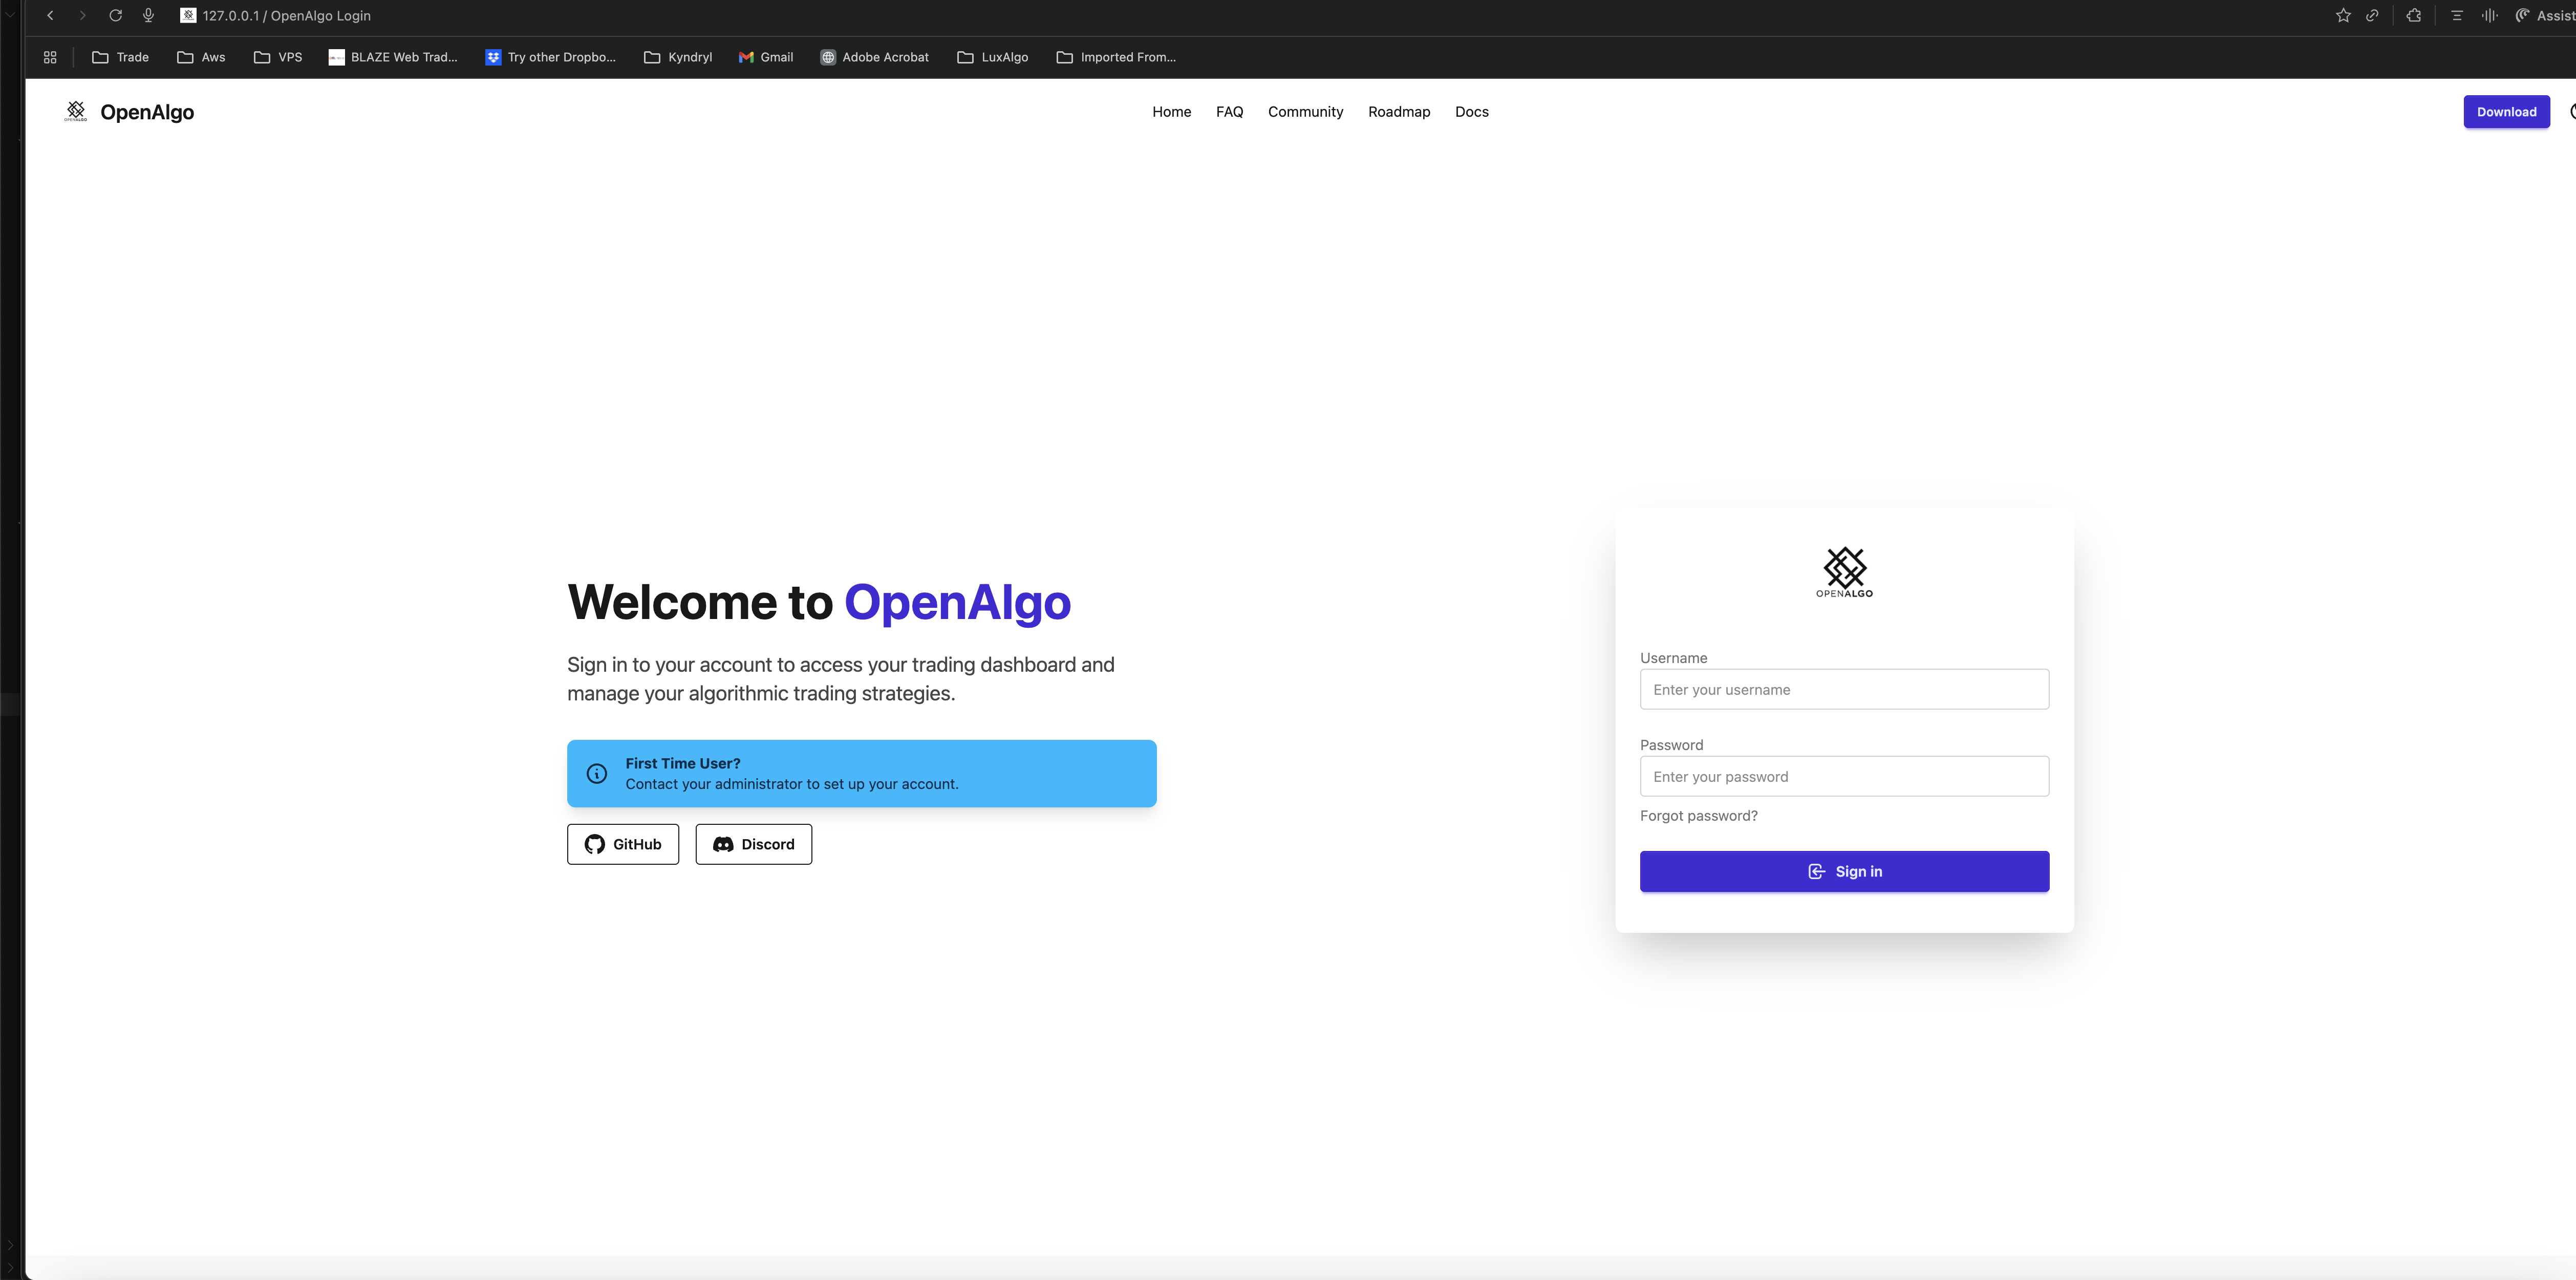 127.0.0.1 / OpenAlgo Login
Assist
Trade
Aws
VPS
BLAZE Web Trad...
Try other Dropbo...
Kyndryl
Gmail
Adobe Acrobat
LuxAlgo
Imported From...
OPENALGO
OpenAlgo
Home
FAQ
Community
Roadmap
Docs
Download
Welcome to OpenAlgo
Sign in to your account to access your trading dashboard and
manage your algorithmic trading strategies.
First Time User?
Contact your administrator to set up your account.
GitHub
Discord
OPENALGO
Username
Enter your username
Password
Enter your password
Forgot password?
Sign in